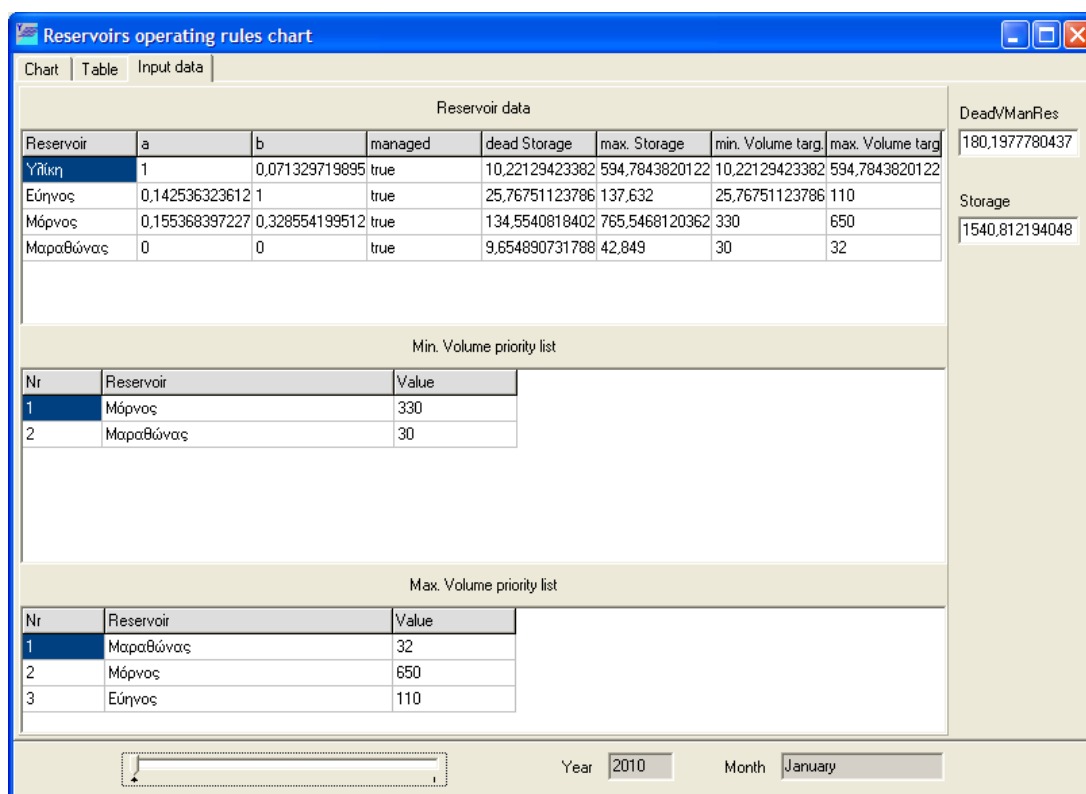 Reservoirs operating rules chart
Chart Table Input data
Reservoir data
Reservoir a b managed dead Storage max. Storage min. Volume targ. max. Volume targ
Υλίκη 1 0,071329719895 true 10,22129423382 594,7843820122 10,22129423382 594,7843820122
Εύηνος 0,142536323612 1 true 25,76751123786 137,632 25,76751123786 110
Μόρνος 0,155368397227 0,328554199512 true 134,5540818402 765,5468120362 330 650
Μαραθώνας 0 0 true 9,654890731788 42,849 30 32
DeadVManRes
180,1977780437
Storage
1540,812194048
Min. Volume priority list
Nr Reservoir Value
1 Μόρνος 330
2 Μαραθώνας 30
Max. Volume priority list
Nr Reservoir Value
1 Μαραθώνας 32
2 Μόρνος 650
3 Εύηνος 110
Year 2010 Month January